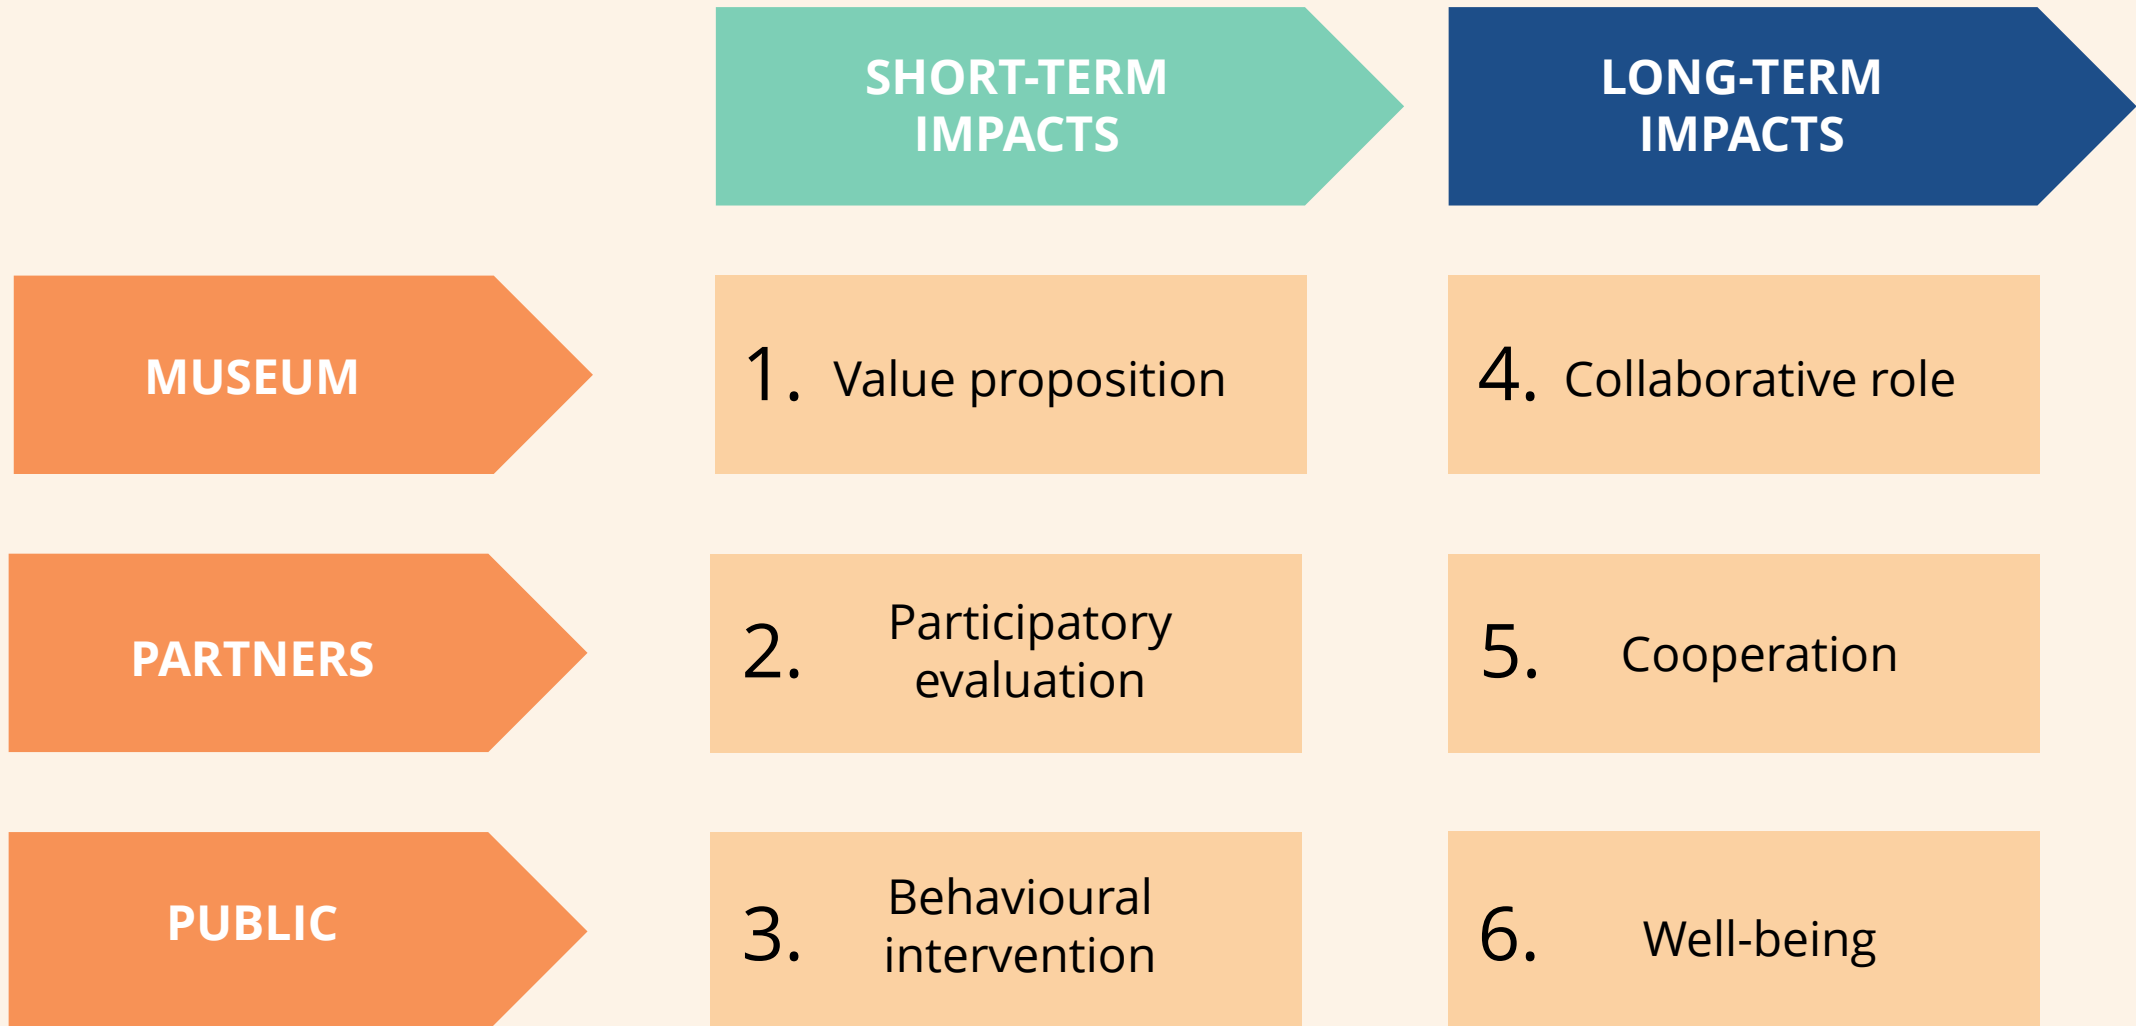 SHORT-TERM
IMPACTS
LONG-TERM
IMPACTS
MUSEUM
1. Value proposition
4. Collaborative role
PARTNERS
2. Participatory
evaluation
5. Cooperation
PUBLIC
3. Behavioural
intervention
6. Well-being